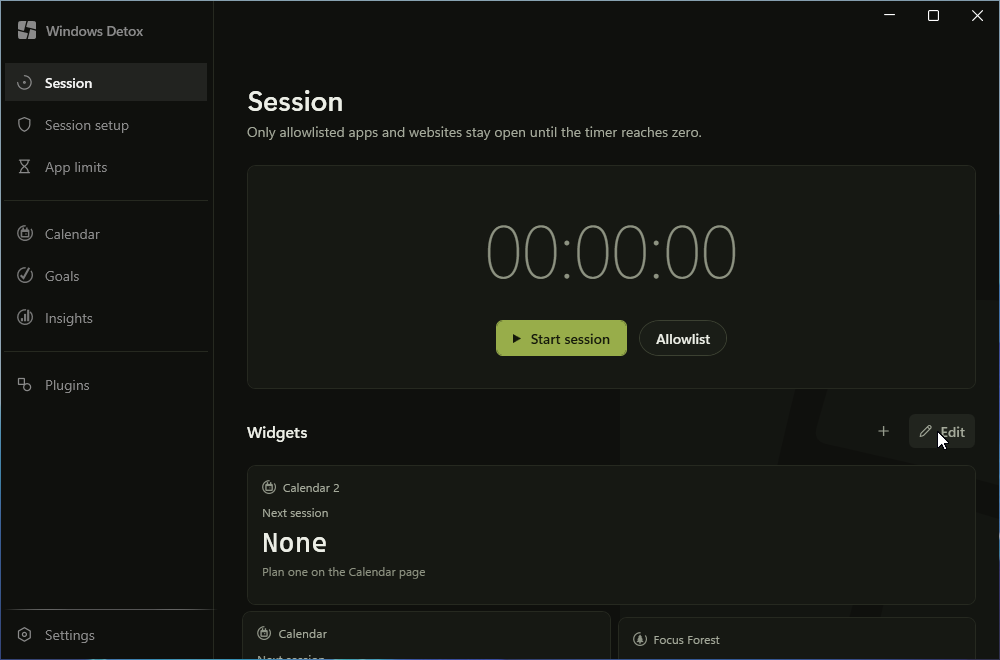 Windows Detox
Session
Session setup
App limits
Calendar
Goals
Insights
Plugins
Settings
Session
Only allowlisted apps and websites stay open until the timer reaches zero.
00:00:00
Start session
Allowlist
Widgets
+
Edit
Calendar 2
Next session
None
Plan one on the Calendar page
Calendar
Focus Forest
Next session